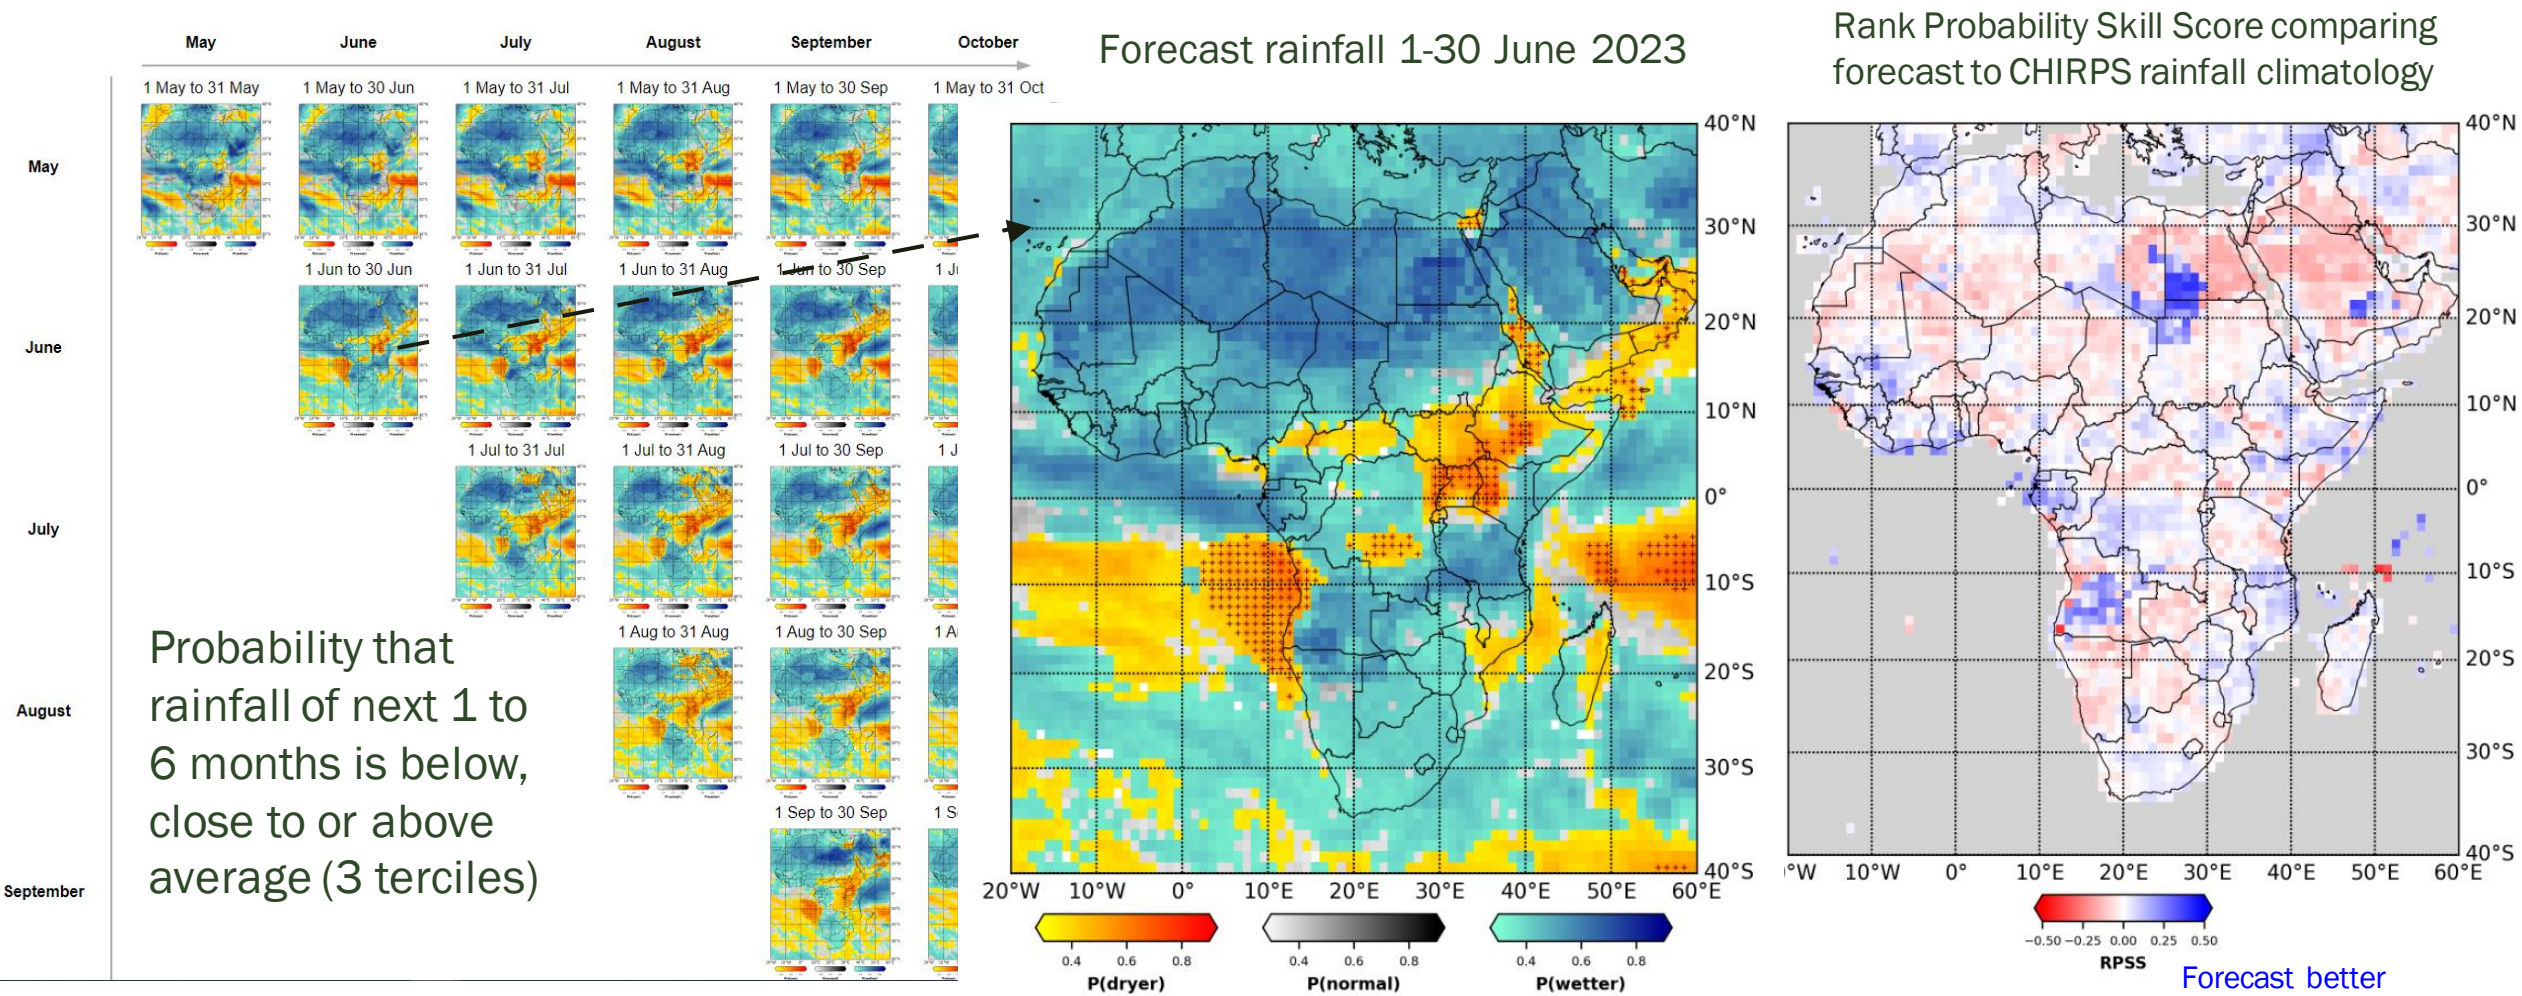 May June July August September October
1 May to 31 May 1 May to 30 Jun 1 May to 31 Jul 1 May to 31 Aug 1 May to 30 Sep 1 May to 31 Oct
May
1 Jun to 30 Jun 1 Jun to 31 Jul 1 Jun to 31 Aug 1 Jun to 30 Sep 1 J
June
1 Jul to 31 Jul 1 Jul to 31 Aug 1 Jul to 30 Sep 1 J
July
1 Aug to 31 Aug 1 Aug to 30 Sep 1 A
August
1 Sep to 30 Sep 1 S
September
Probability that
rainfall of next 1 to
6 months is below,
close to or above
average (3 terciles)
Forecast rainfall 1-30 June 2023
40°N
30°N
20°N
10°N
0°
10°S
20°S
30°S
40°S
20°W 10°W 0° 10°E 20°E 30°E 40°E 50°E 60°E
0.4 0.6 0.8 0.4 0.6 0.8 0.4 0.6 0.8
P(dryer) P(normal) P(wetter)
Rank Probability Skill Score comparing
forecast to CHIRPS rainfall climatology
40°N
30°N
20°N
10°N
0°
10°S
20°S
30°S
40°S
°W 10°W 0° 10°E 20°E 30°E 40°E 50°E 60°E
−0.50 −0.25 0.00 0.25 0.50
RPSS
Forecast better